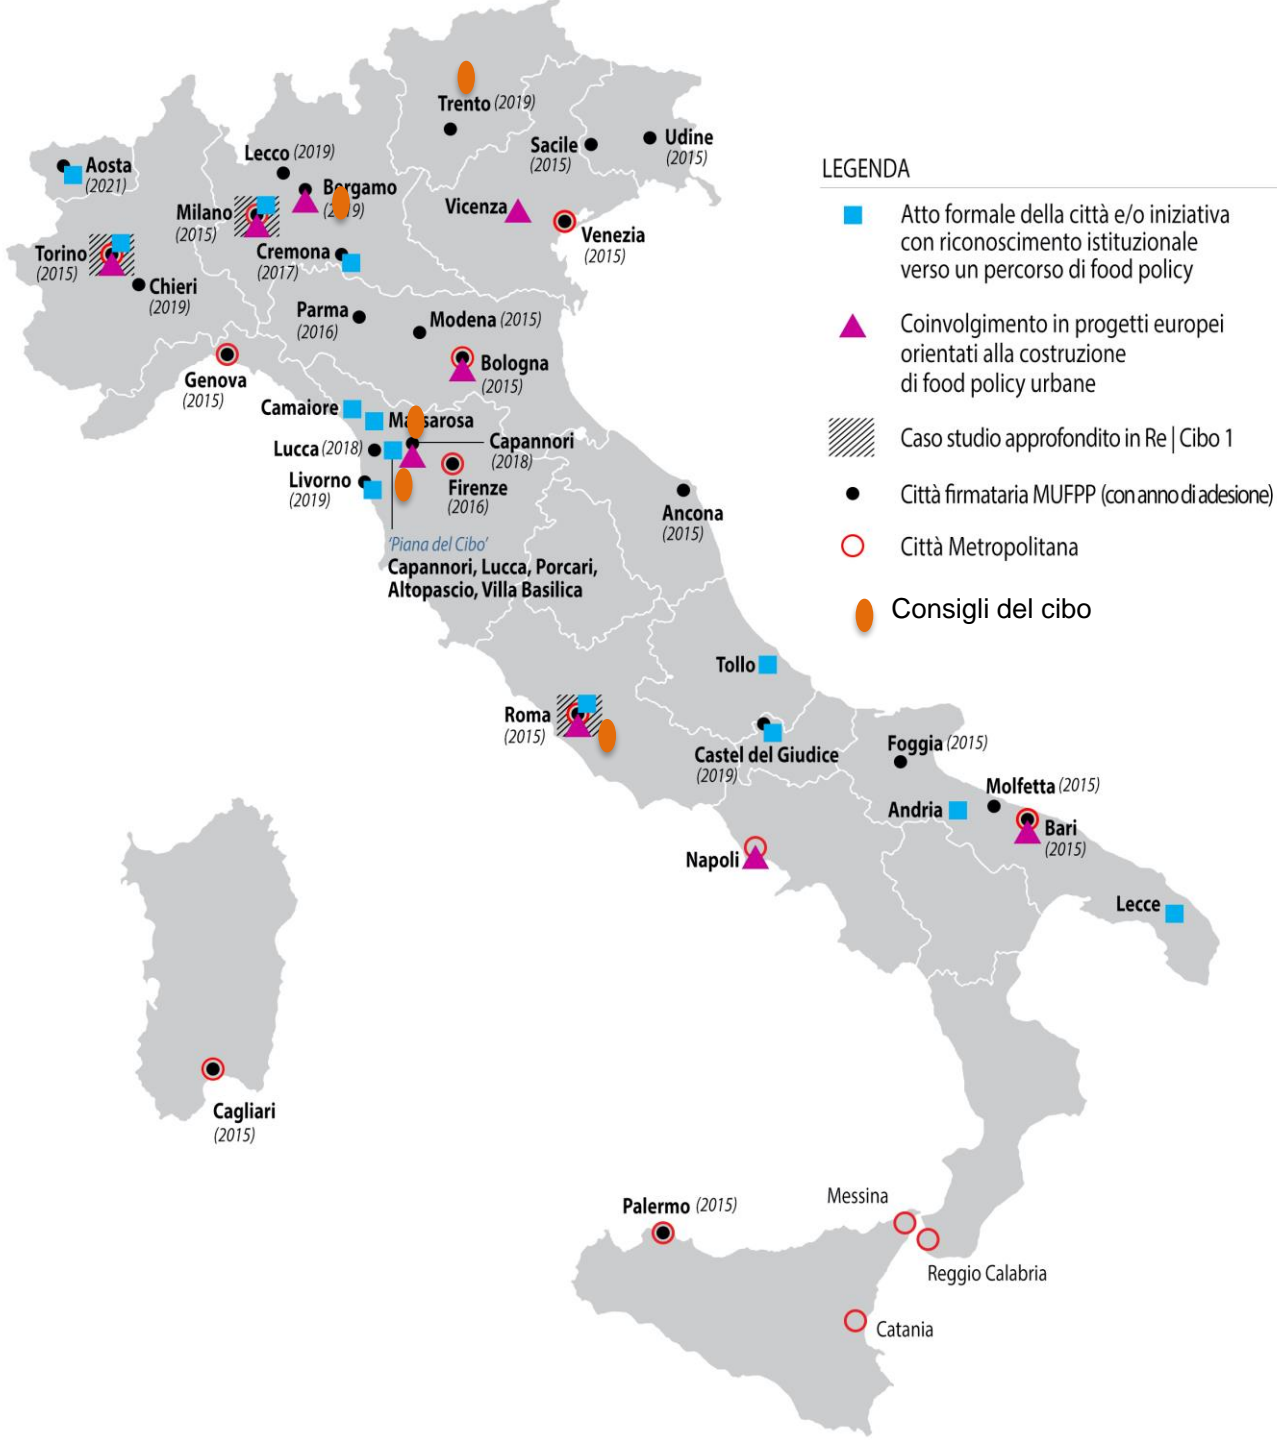 Trento (2019)
Sacile
(2015)
Udine
(2015)
Aosta
(2021)
Lecco (2019)
Bergamo
Milano
(2015)
Vicenza
Venezia
(2015)
Torino
(2015)
Cremona
(2017)
Chieri
(2019)
Parma
(2016)
Modena (2015)
Genova
(2015)
Bologna
(2015)
Camaiore
Lucca (2018)
Capannori
(2018)
Livorno
(2019)
Firenze
(2016)
Ancona
(2015)
'Piana del Cibo'
Capannori, Lucca, Porcari,
Altopascio, Villa Basilica
Tollo
Roma
(2015)
Castel del Giudice
(2019)
Foggia (2015)
Molfetta (2015)
Andria
Bari
(2015)
Napoli
Lecce
Cagliari
(2015)
Palermo (2015)
Messina
Reggio Calabria
Catania
LEGENDA
Atto formale della città e/o iniziativa
con riconoscimento istituzionale
verso un percorso di food policy
Coinvolgimento in progetti europei
orientati alla costruzione
di food policy urbane
Caso studio approfondito in Re | Cibo 1
Città firmataria MUFPP (con anno di adesione)
Città Metropolitana
Consigli del cibo